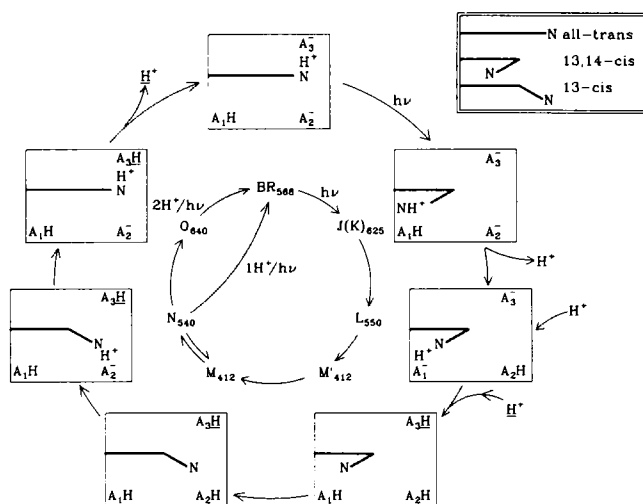 A₃⁻
H⁺
N
A₁H A₂⁻
N all-trans
13,14-cis
N
13-cis
N
H⁺
hν
A₃H
H⁺
N
A₁H A₂⁻
2H⁺/hν
BR₅₆₈
hν
O₆₄₀
J(K)₆₂₅
1H⁺/hν
N₅₄₀
L₅₅₀
M₄₁₂
M'₄₁₂
A₃⁻
NH⁺
A₁H A₂⁻
H⁺
A₃H
N
H⁺
A₁H A₂⁻
A₃⁻
H⁺ N
A₁⁻ A₂H
H⁺
H⁺
A₃H
N
A₁H A₂H
A₃H
N
A₁H A₂H